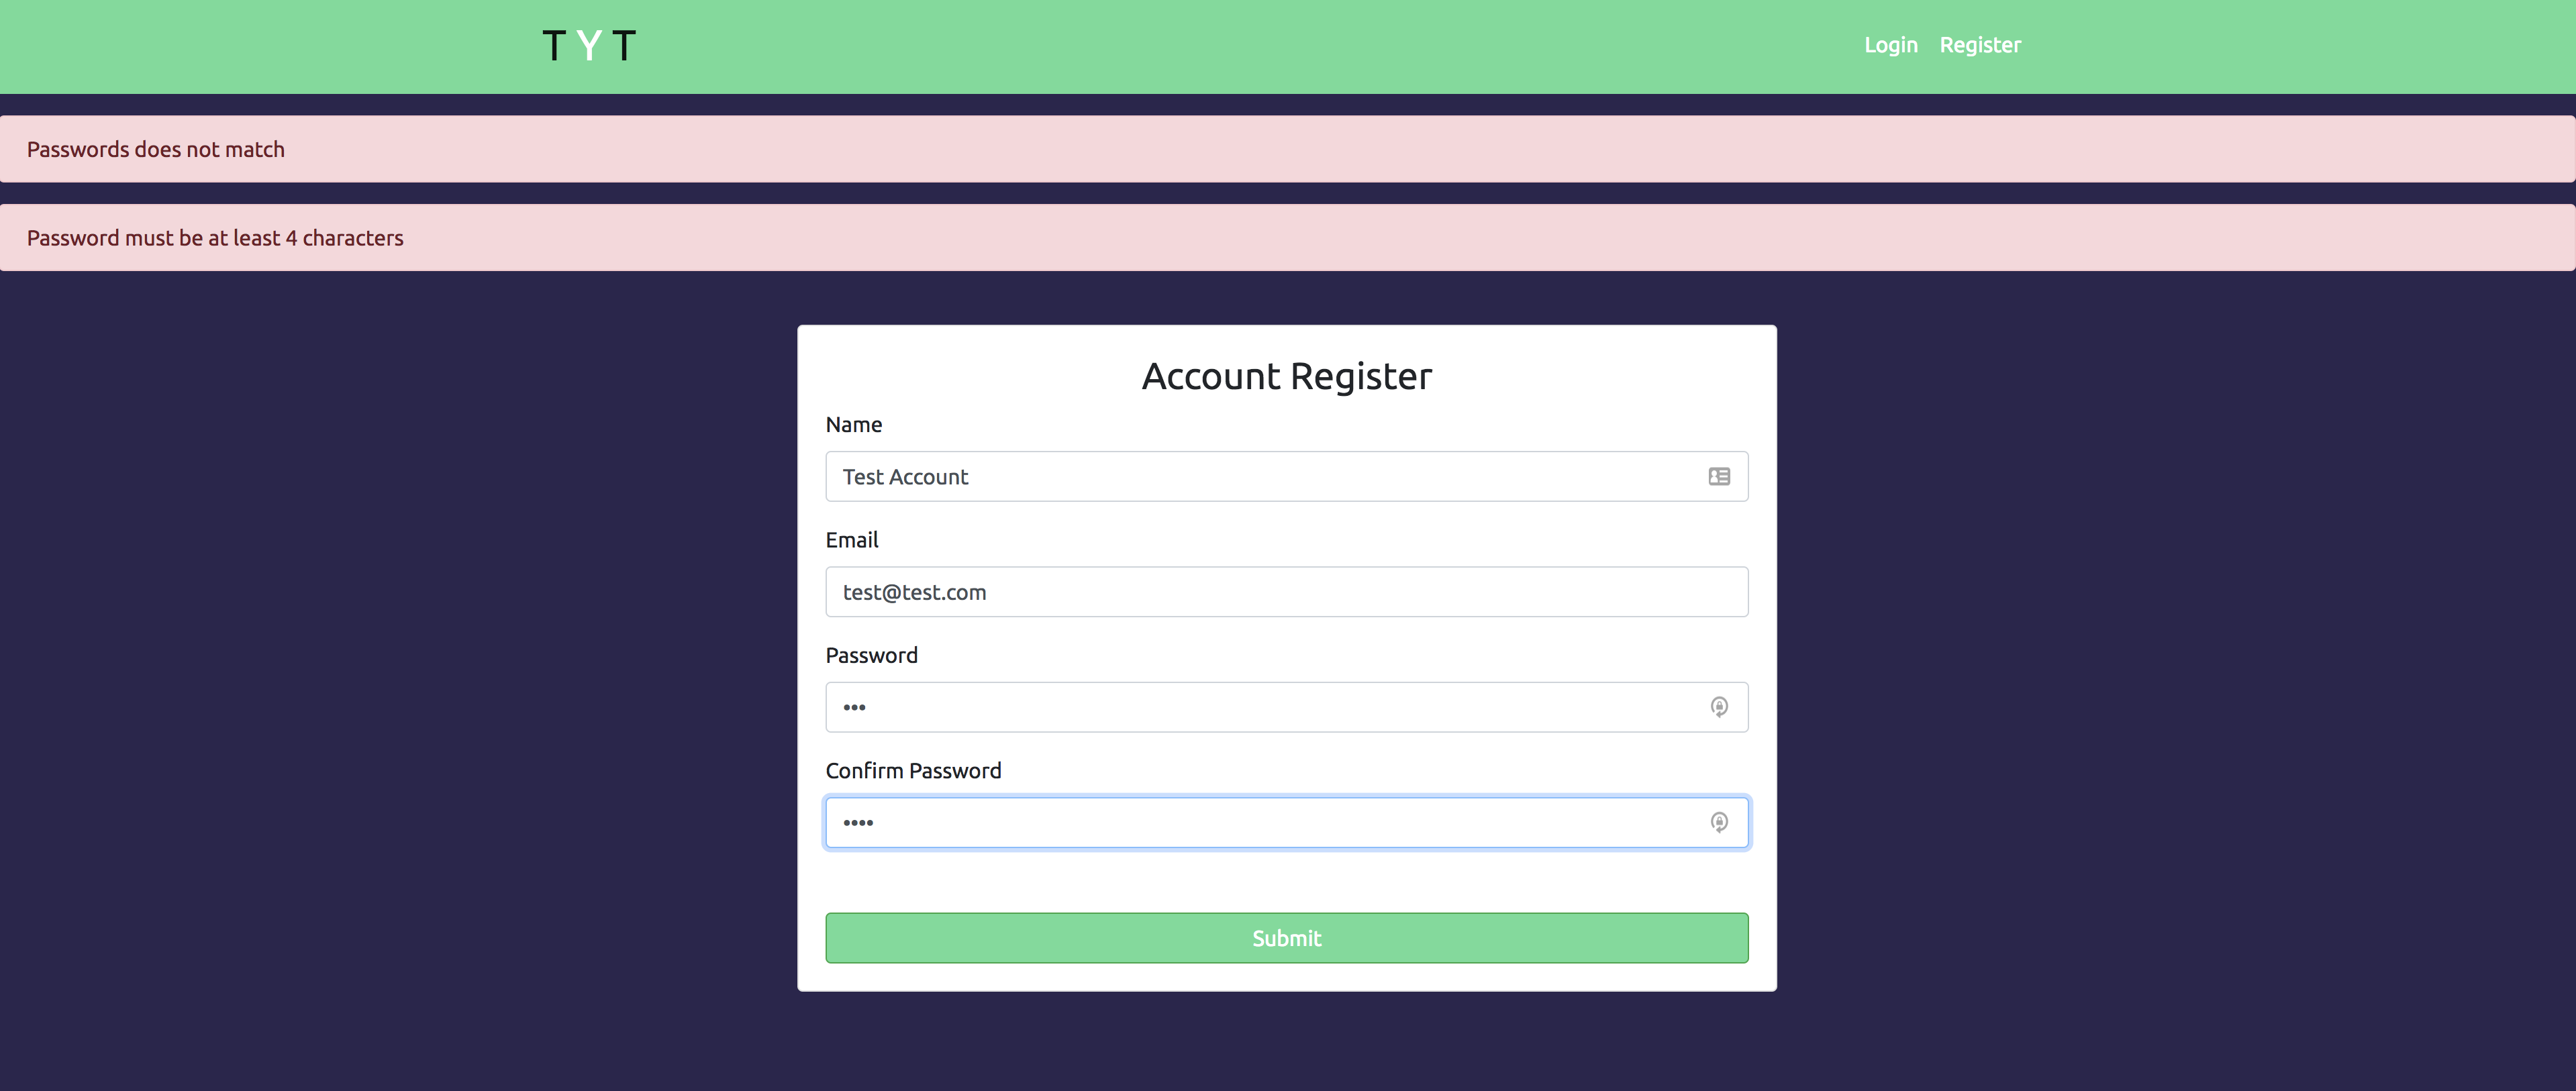 T Y T
Login Register
Passwords does not match
Password must be at least 4 characters
Account Register
Name
Test Account
Email
test@test.com
Password
•••
Confirm Password
••••
Submit